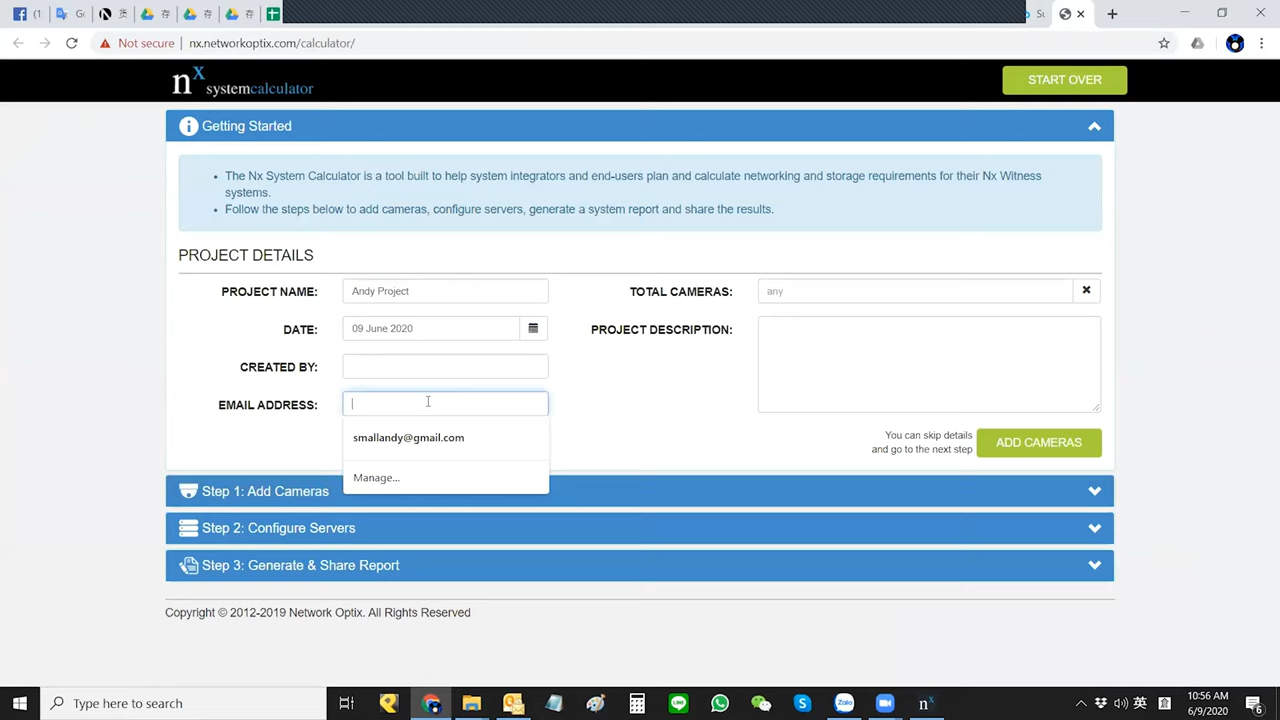 Su
Not secure
nx.networkoptix.com/calculator/
nx systemcalculator
START OVER
Getting Started
• The Nx System Calculator is a tool built to help system integrators and end-users plan and calculate networking and storage requirements for their Nx Witness
systems.
• Follow the steps below to add cameras, configure servers, generate a system report and share the results.
PROJECT DETAILS
PROJECT NAME: Andy Project
TOTAL CAMERAS: any
DATE: 09 June 2020
PROJECT DESCRIPTION:
CREATED BY:
EMAIL ADDRESS:
smallandy@gmail.com
Manage...
You can skip details
and go to the next step
ADD CAMERAS
Step 1: Add Cameras
Step 2: Configure Servers
Step 3: Generate & Share Report
Copyright © 2012-2019 Network Optix. All Rights Reserved
Type here to search
Zalo
nx
英
10:56 AM
6/9/2020
6